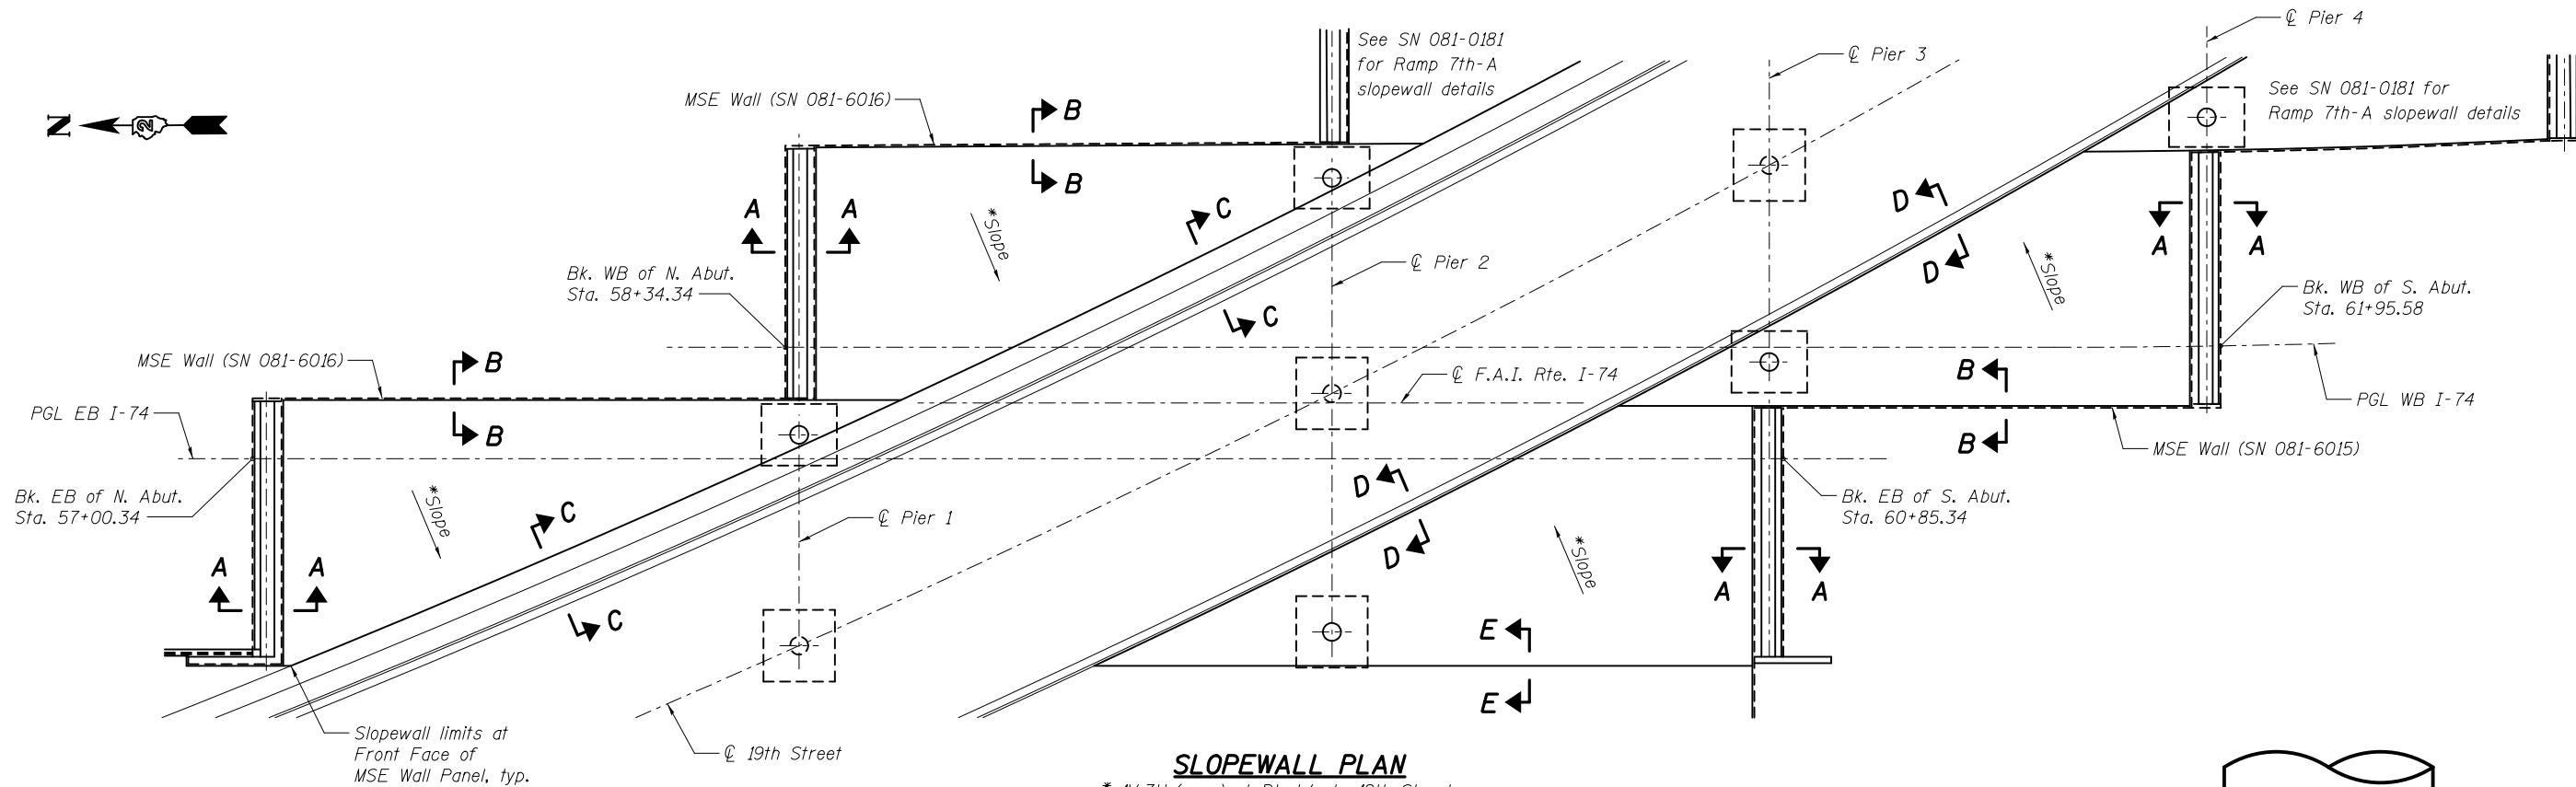 ℄ Pier 4
See SN 081-0181
for Ramp 7th-A
slopewall details
℄ Pier 3
See SN 081-0181 for
Ramp 7th-A slopewall details
MSE Wall (SN 081-6016)
B
B
N
2
A
A
C
D
D
A
A
*Slope
*Slope
Bk. WB of N. Abut.
Sta. 58+34.34
℄ Pier 2
C
Bk. WB of S. Abut.
Sta. 61+95.58
MSE Wall (SN 081-6016)
B
B
℄ F.A.I. Rte. I-74
B
B
PGL EB I-74
PGL WB I-74
MSE Wall (SN 081-6015)
Bk. EB of N. Abut.
Sta. 57+00.34
*Slope
C
℄ Pier 1
D
D
Bk. EB of S. Abut.
Sta. 60+85.34
*Slope
A
A
A
A
C
E
E
Slopewall limits at
Front Face of
MSE Wall Panel, typ.
℄ 19th Street
SLOPEWALL PLAN